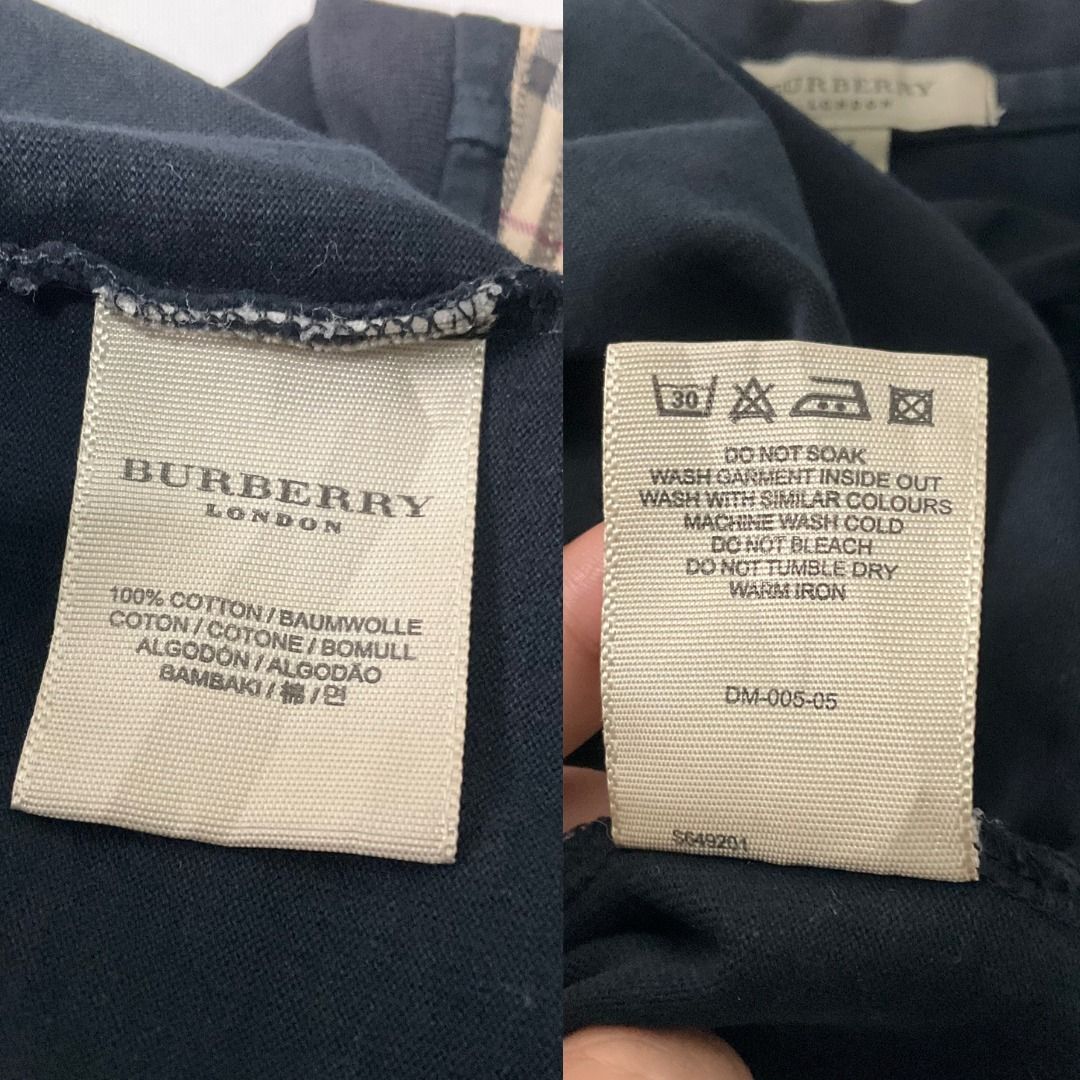 BURBERRY
LONDON
100% COTTON / BAUMWOLLE
COTON / COTONE / BOMULL
ALGODÓN / ALGODÃO
BAMBAKI / 棉 / 면
BURBERRY
LONDON
30
DO NOT SOAK
WASH GARMENT INSIDE OUT
WASH WITH SIMILAR COLOURS
MACHINE WASH COLD
DO NOT BLEACH
DO NOT TUMBLE DRY
WARM IRON
DM-005-05
S649291